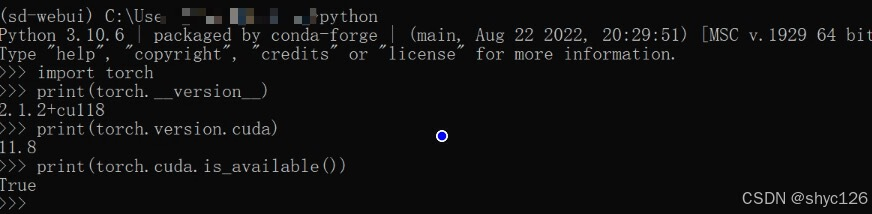 (sd-webui) C:\Use python
Python 3.10.6 | packaged by conda-forge | (main, Aug 22 2022, 20:29:51) [MSC v.1929 64 bit
Type "help", "copyright", "credits" or "license" for more information.
>>> import torch
>>> print(torch.__version__)
2.1.2+cu118
>>> print(torch.version.cuda)
11.8
>>> print(torch.cuda.is_available())
True
>>>
CSDN @shyc126